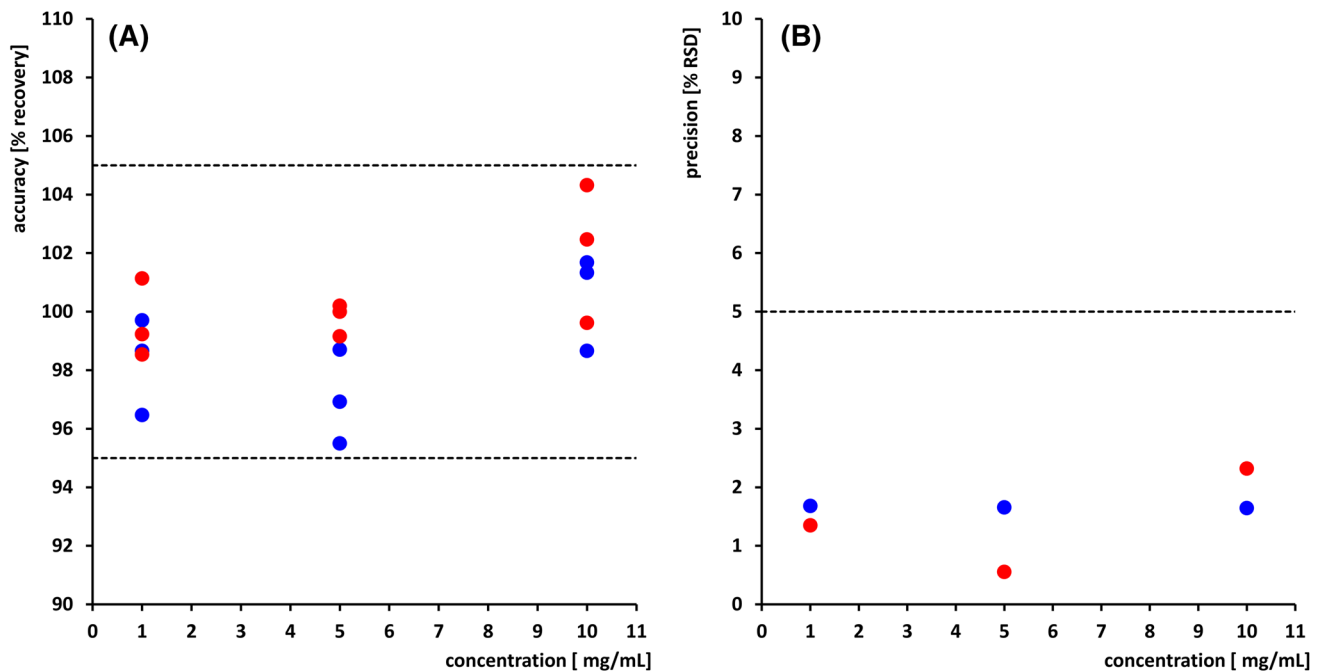 (A)
accuracy [% recovery]
110
108
106
104
102
100
98
96
94
92
90
0 1 2 3 4 5 6 7 8 9 10 11
concentration [ mg/mL]
(B)
precision [% RSD]
10
9
8
7
6
5
4
3
2
1
0
0 1 2 3 4 5 6 7 8 9 10 11
concentration [ mg/mL]